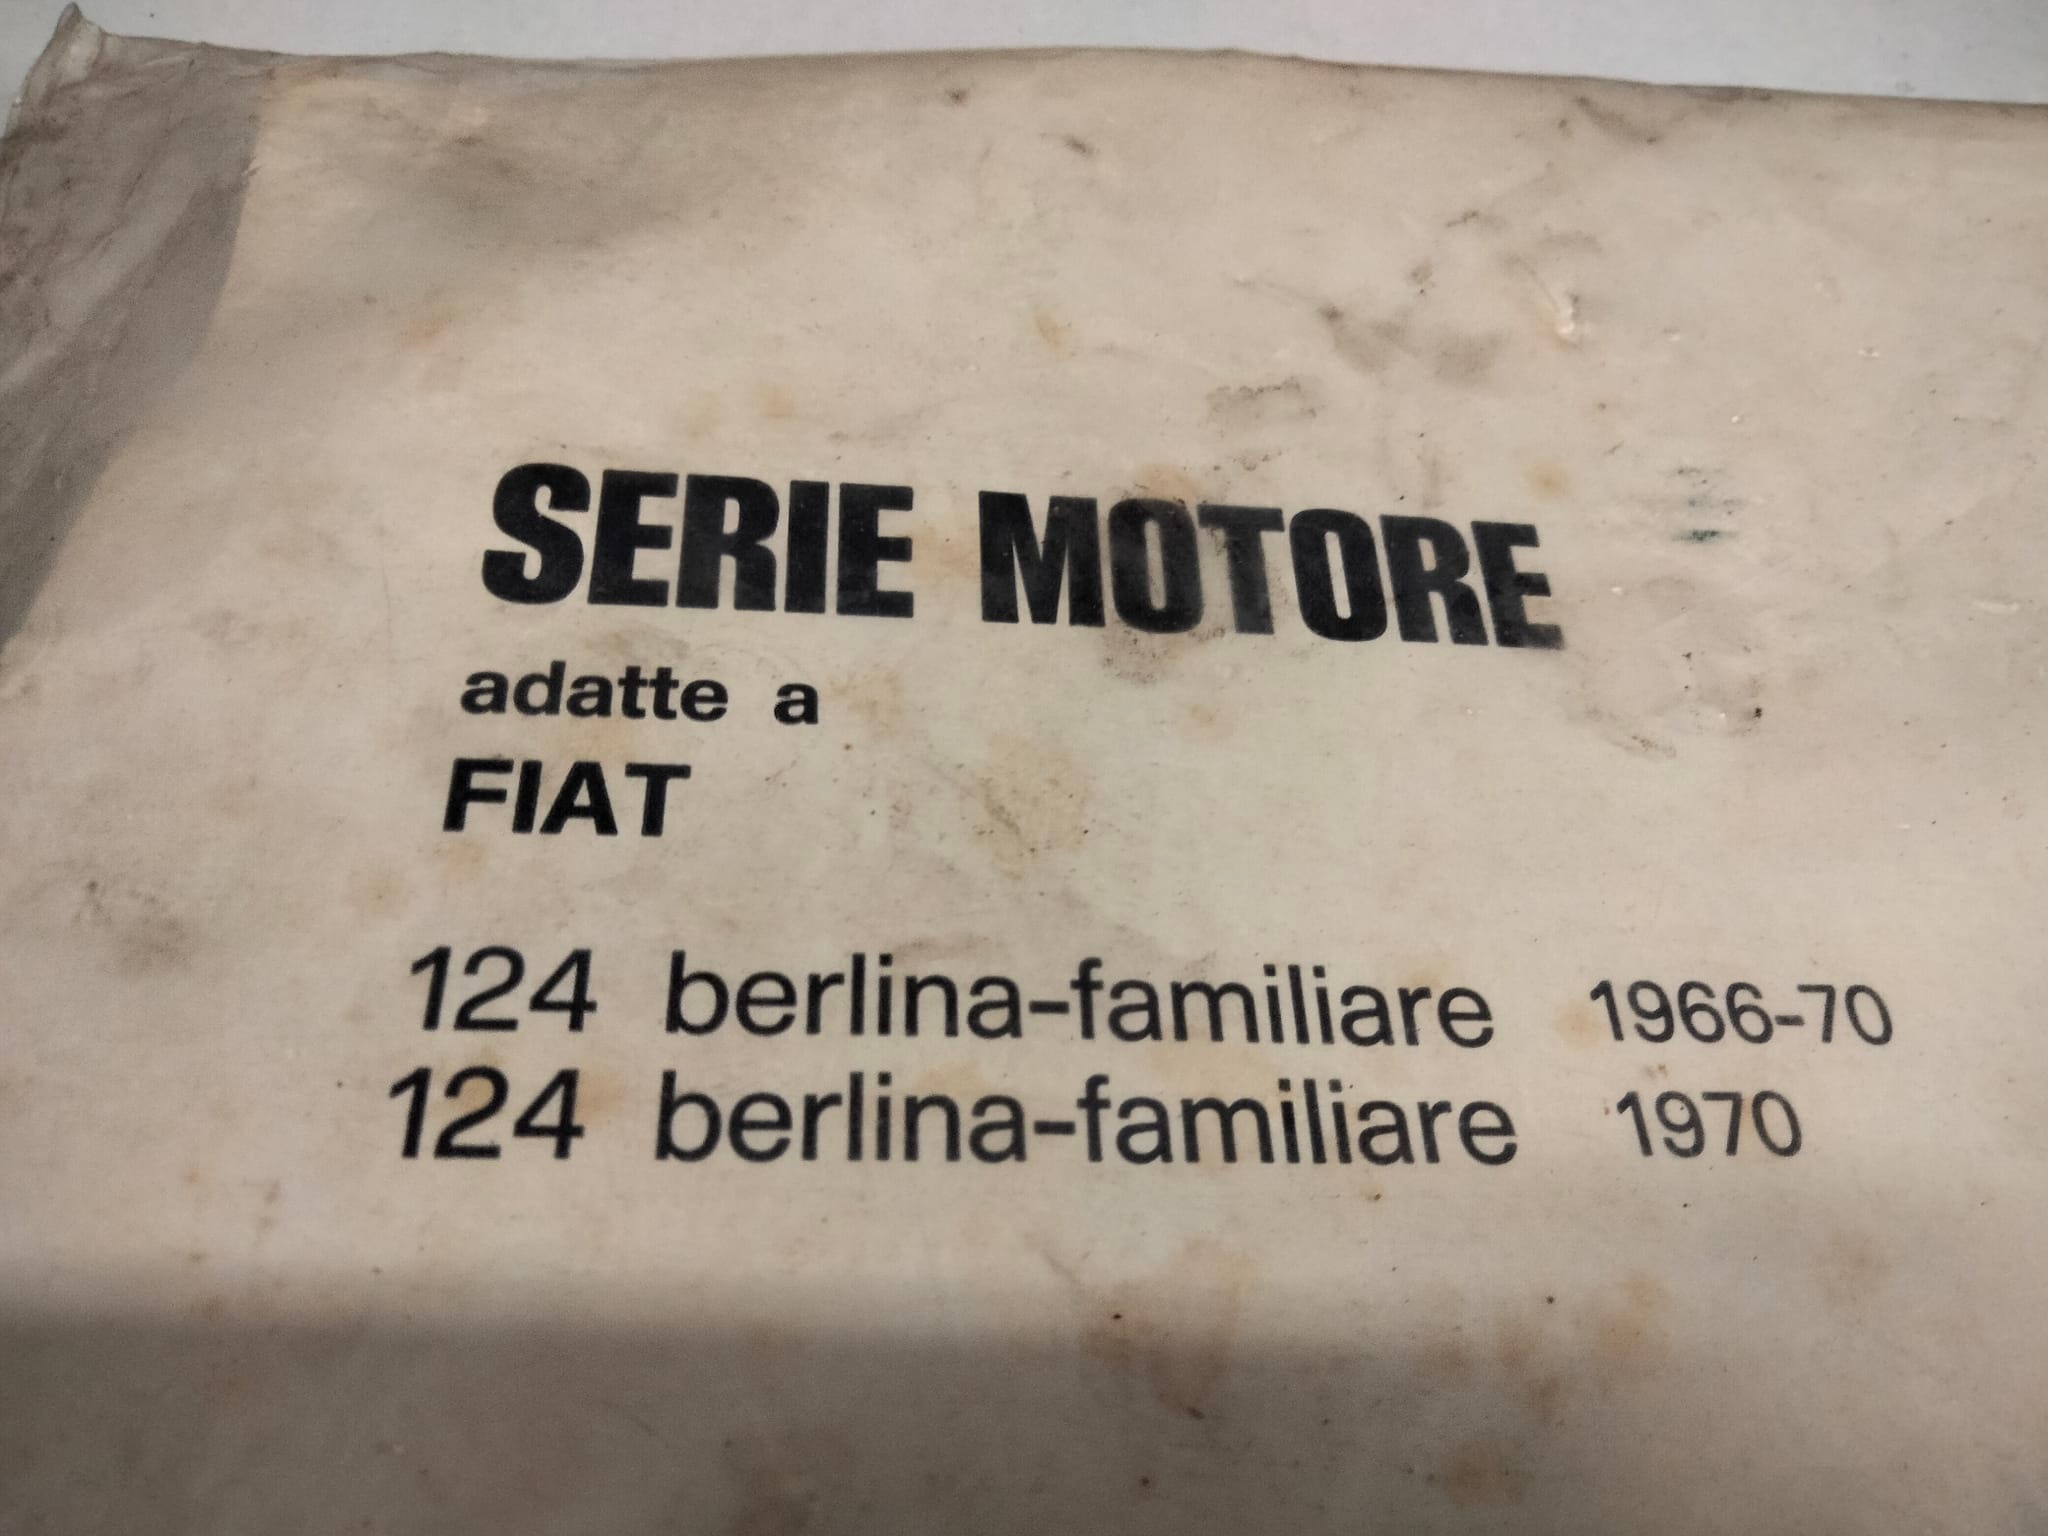 SERIE MOTORE
adatte a
FIAT
124 berlina-familiare 1966-70
124 berlina-familiare 1970